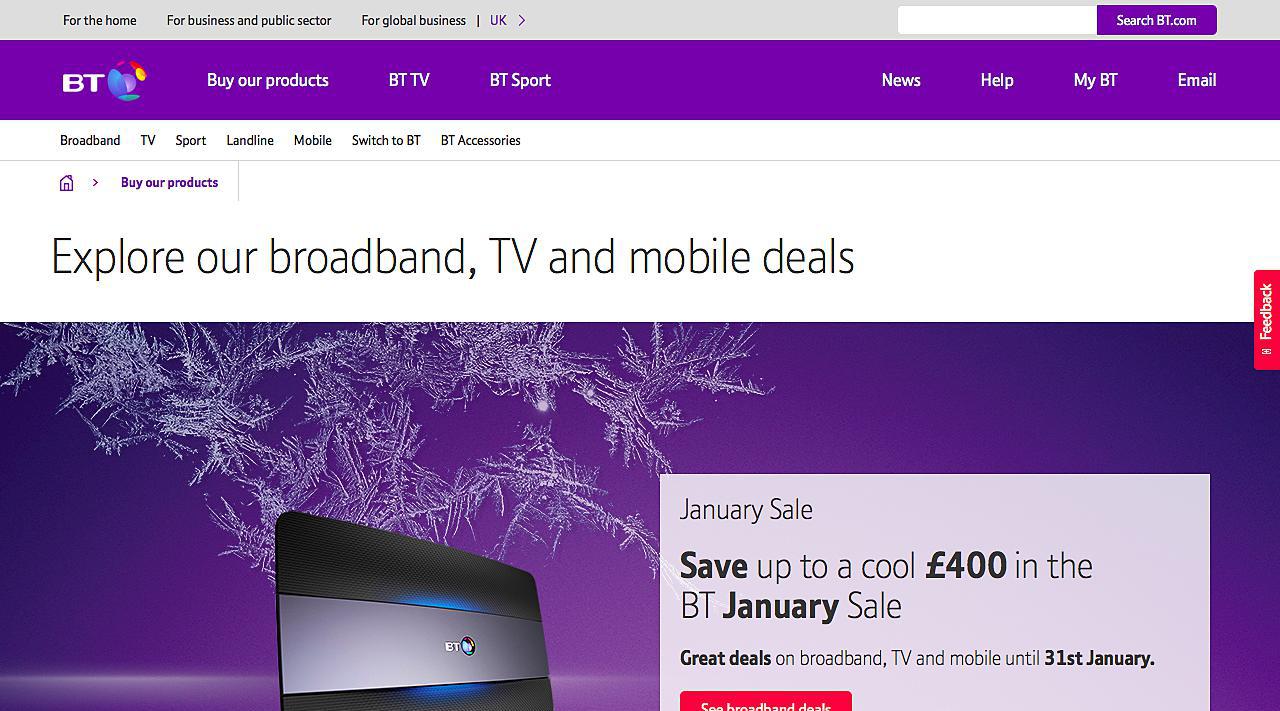 For the home
For business and public sector
For global business | UK
Search BT.com
BT
Buy our products
BT TV
BT Sport
News
Help
My BT
Email
Broadband
TV
Sport
Landline
Mobile
Switch to BT
BT Accessories
Buy our products
Explore our broadband, TV and mobile deals
Feedback
January Sale
Save up to a cool £400 in the
BT January Sale
Great deals on broadband, TV and mobile until 31st January.
BT
See broadband deals